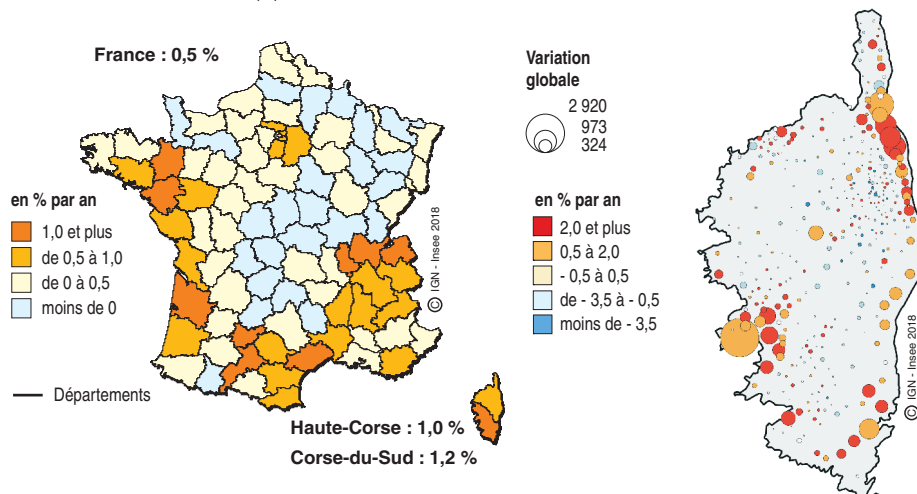 France : 0,5 %
en % par an
1,0 et plus
de 0,5 à 1,0
de 0 à 0,5
moins de 0
Départements
© IGN - Insee 2018
Haute-Corse : 1,0 %
Corse-du-Sud : 1,2 %
Variation
globale
2 920
973
324
en % par an
2,0 et plus
0,5 à 2,0
- 0,5 à 0,5
de - 3,5 à - 0,5
moins de - 3,5
© IGN - Insee 2018